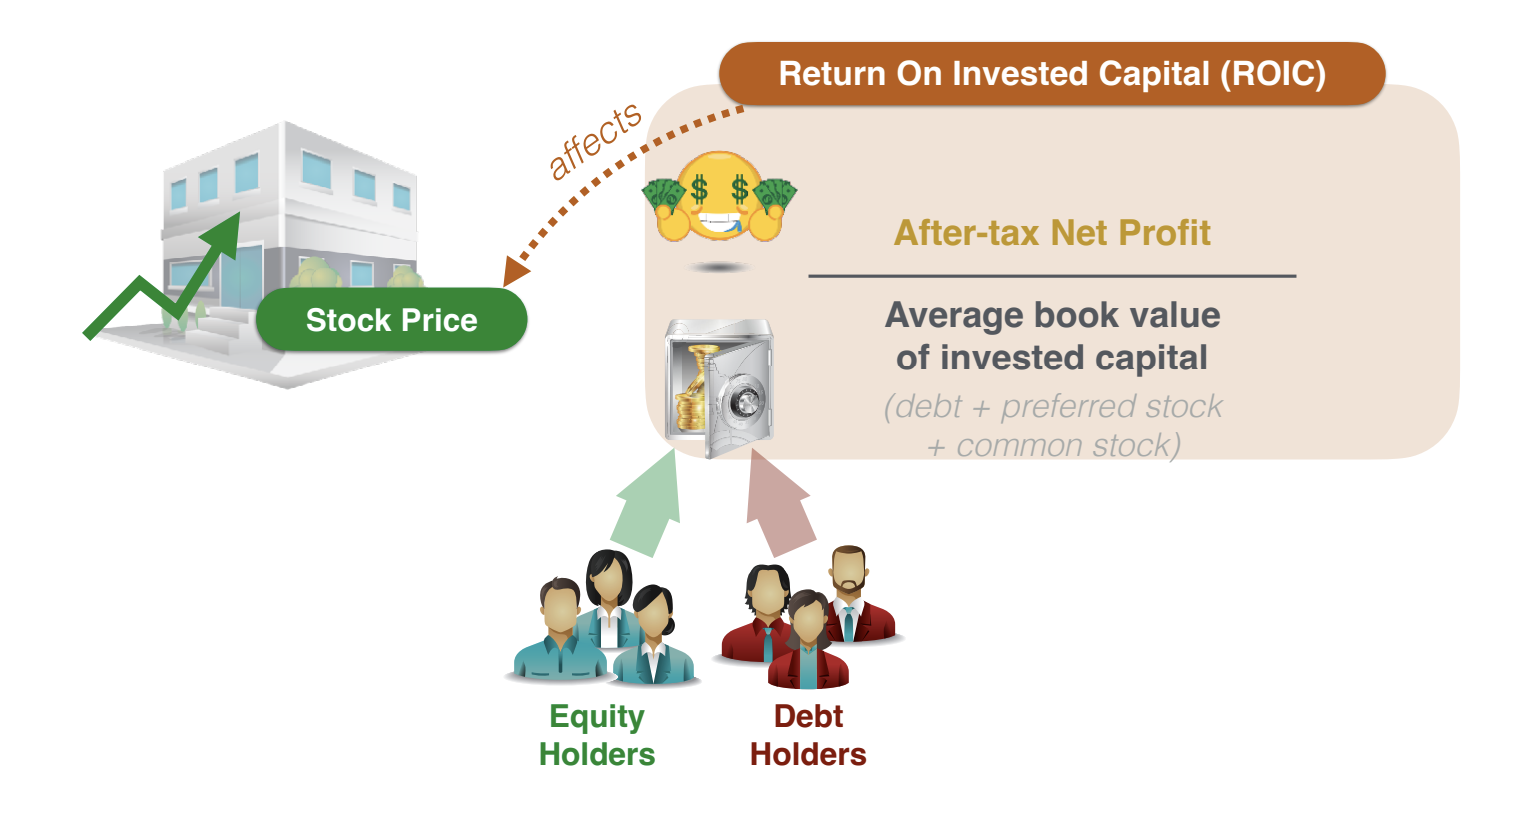 Return On Invested Capital (ROIC)
affects
After-tax Net Profit
Stock Price
Average book value
of invested capital
(debt + preferred stock
+ common stock)
Equity
Holders
Debt
Holders